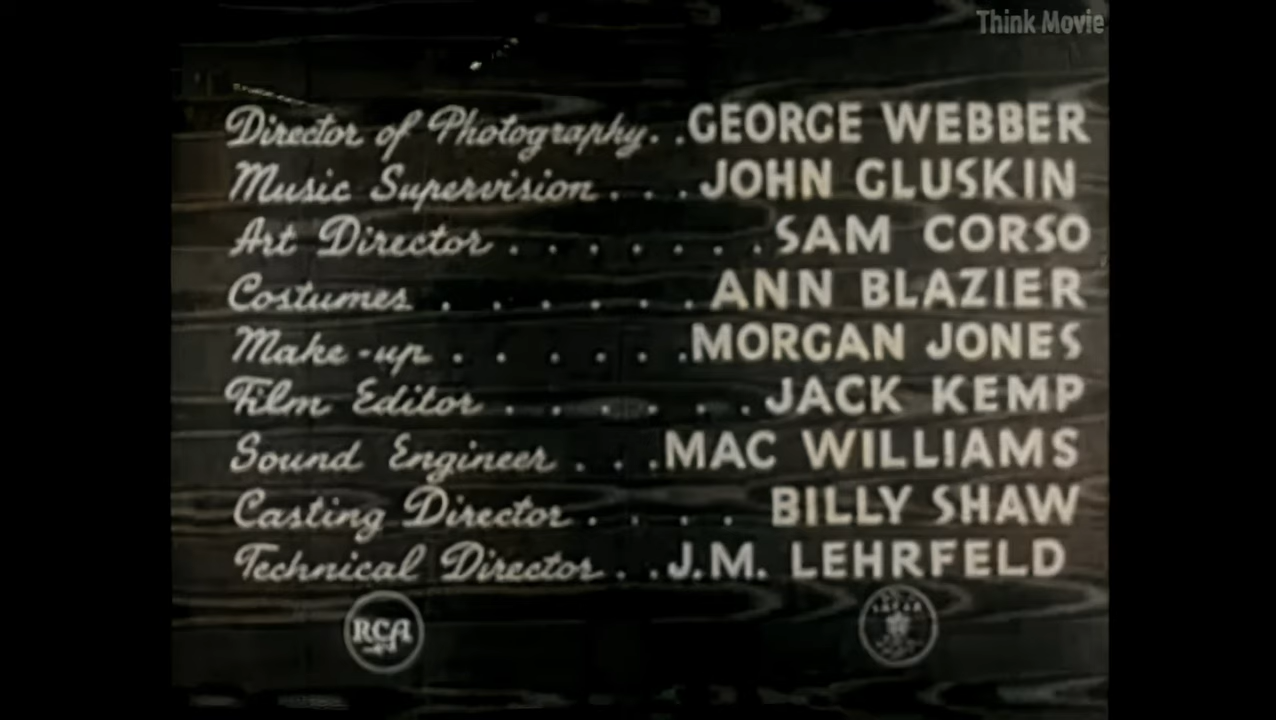 Think Movie
Director of Photography. .GEORGE WEBBER
Music Supervision . . .JOHN GLUSKIN
Art Director . . . . . . .SAM CORSO
Costumes . . . . . .ANN BLAZIER
Make-up . . . . . .MORGAN JONES
Film Editor . . . . . .JACK KEMP
Sound Engineer . . .MAC WILLIAMS
Casting Director . . . . BILLY SHAW
Technical Director. . .J.M. LEHRFELD
RCA